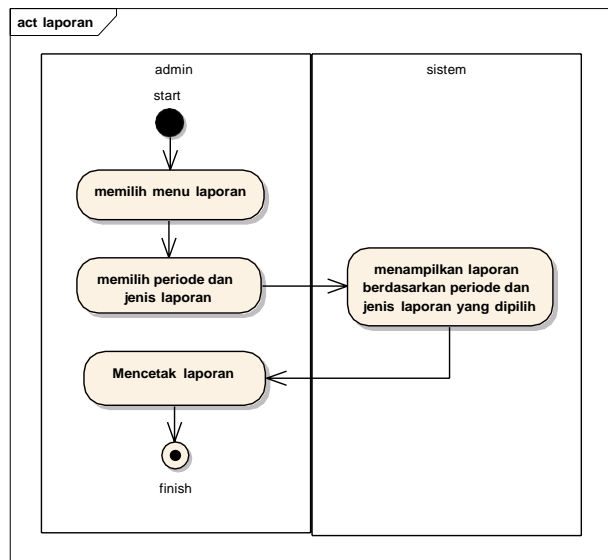 act laporan
admin
sistem
start
memilih menu laporan
memilih periode dan
jenis laporan
menampilkan laporan
berdasarkan periode dan
jenis laporan yang dipilih
Mencetak laporan
finish